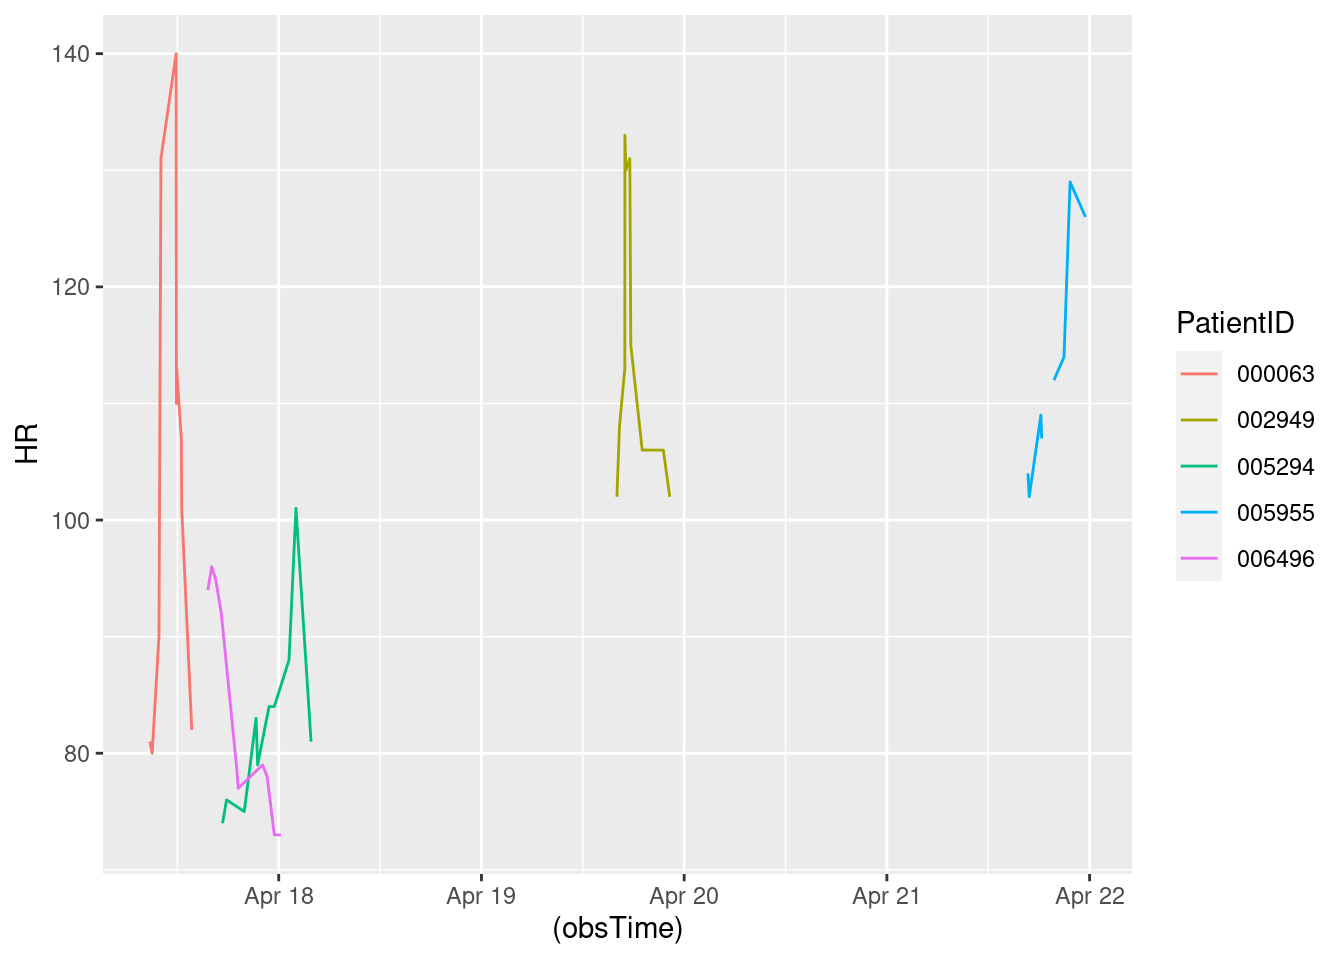 140
120
100
80
HR
Apr 18
Apr 19
Apr 20
Apr 21
Apr 22
(obsTime)
PatientID
000063
002949
005294
005955
006496